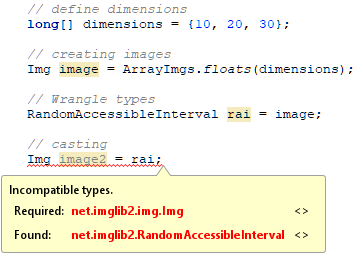 // define dimensions
long[] dimensions = {10, 20, 30};
// creating images
Img image = ArrayImgs.floats(dimensions);
// Wrangle types
RandomAccessibleInterval rai = image;
// casting
Img image2 = rai;
Incompatible types.
Required: net.imglib2.img.Img <>
Found: net.imglib2.RandomAccessibleInterval <>